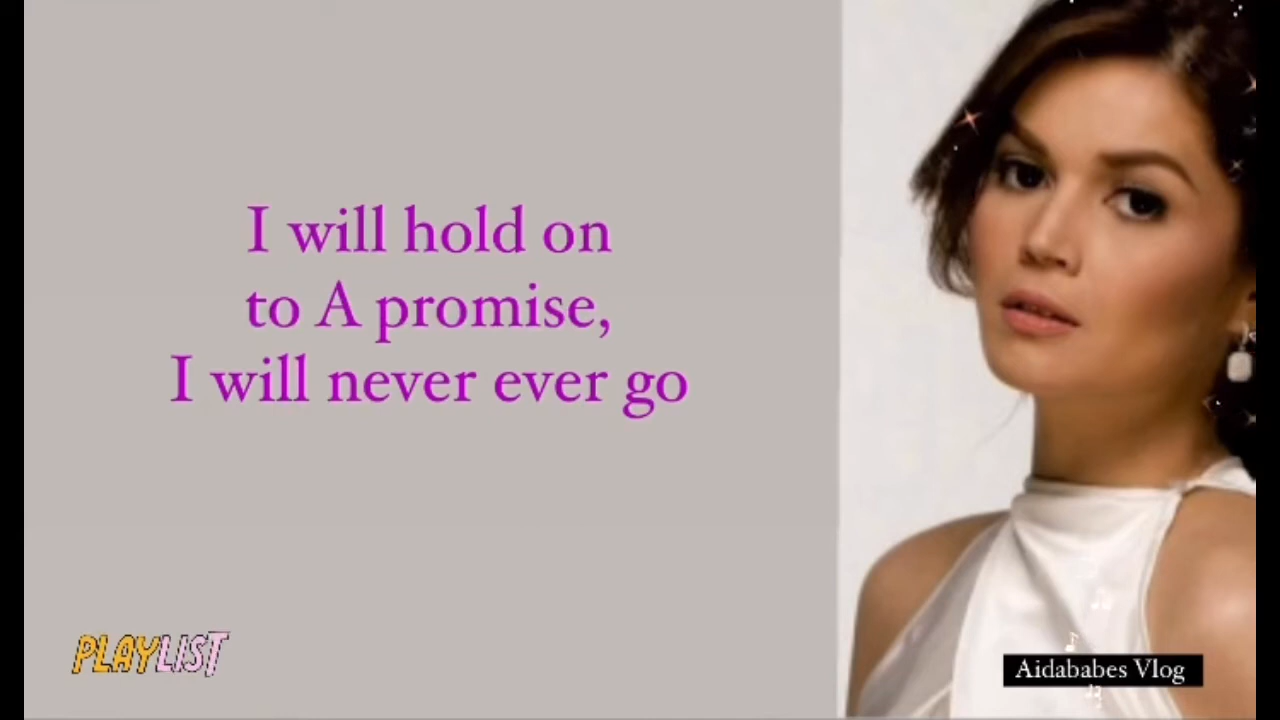 I will hold on
to A promise,
I will never ever go
PLAYLIST
Aidababes Vlog